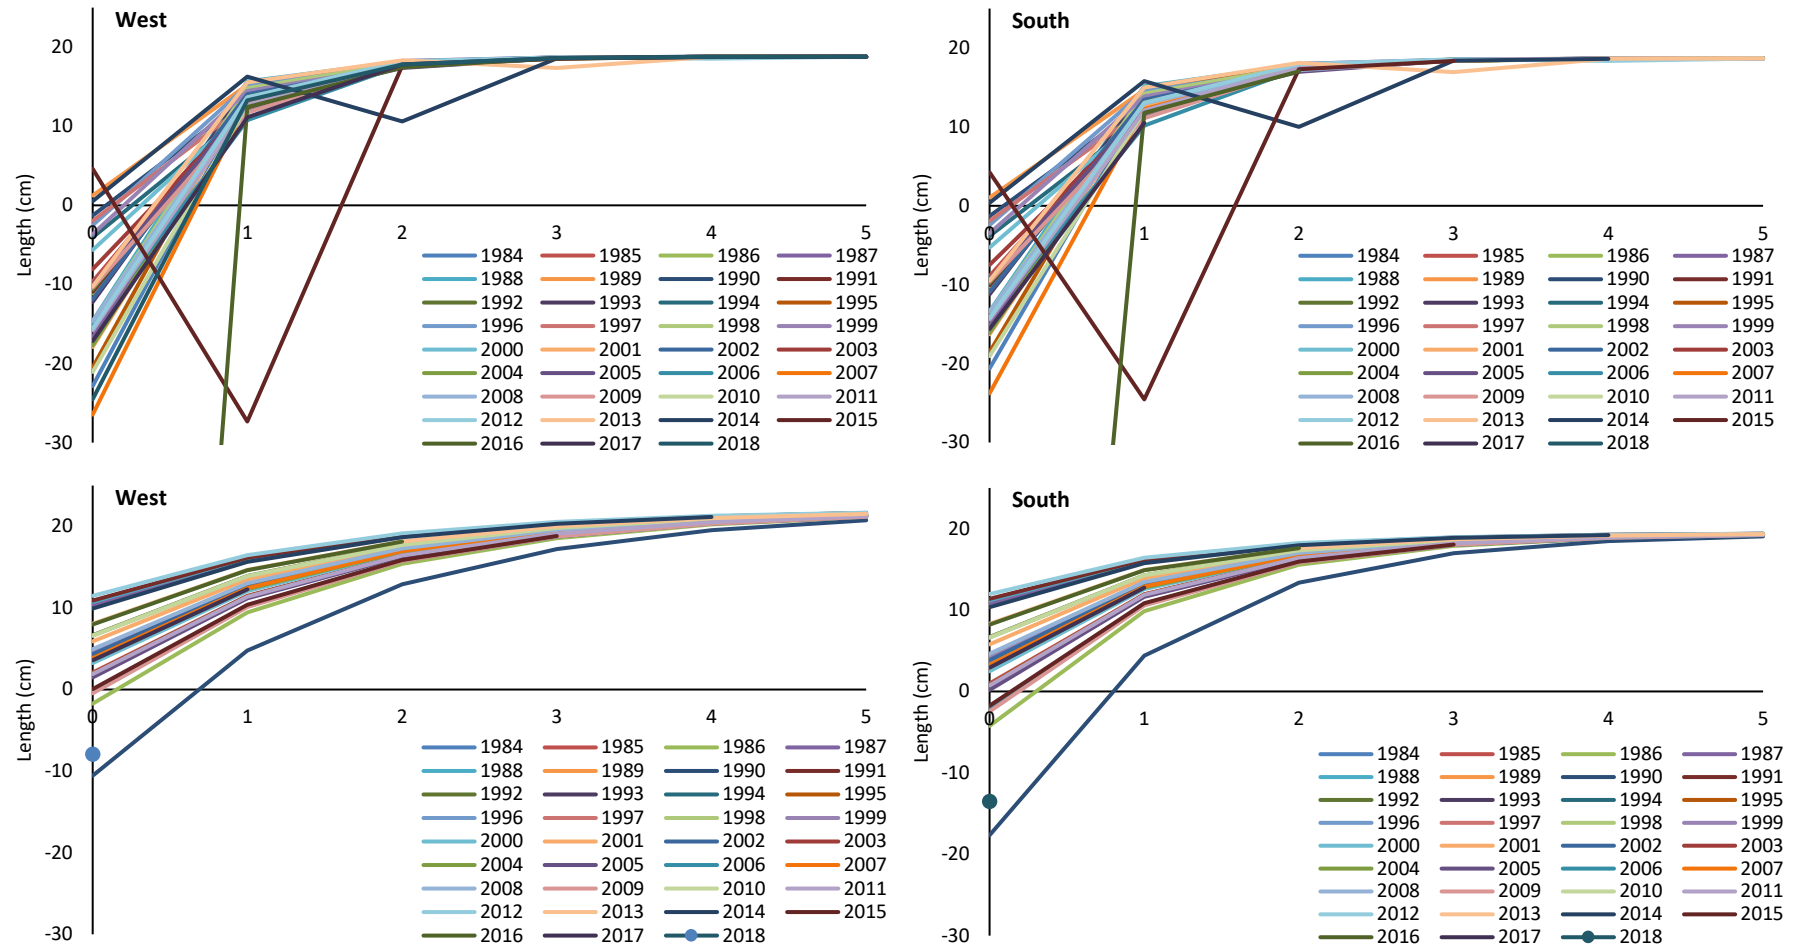 West
20
10
0
0 1 2 3 4 5
-10
-20
-30
Length (cm)
1984 1985 1986 1987
1988 1989 1990 1991
1992 1993 1994 1995
1996 1997 1998 1999
2000 2001 2002 2003
2004 2005 2006 2007
2008 2009 2010 2011
2012 2013 2014 2015
2016 2017 2018
South
20
10
0
0 1 2 3 4 5
-10
-20
-30
Length (cm)
1984 1985 1986 1987
1988 1989 1990 1991
1992 1993 1994 1995
1996 1997 1998 1999
2000 2001 2002 2003
2004 2005 2006 2007
2008 2009 2010 2011
2012 2013 2014 2015
2016 2017 2018
West
20
10
0
0 1 2 3 4 5
-10
-20
-30
Length (cm)
1984 1985 1986 1987
1988 1989 1990 1991
1992 1993 1994 1995
1996 1997 1998 1999
2000 2001 2002 2003
2004 2005 2006 2007
2008 2009 2010 2011
2012 2013 2014 2015
2016 2017 2018
South
20
10
0
0 1 2 3 4 5
-10
-20
-30
Length (cm)
1984 1985 1986 1987
1988 1989 1990 1991
1992 1993 1994 1995
1996 1997 1998 1999
2000 2001 2002 2003
2004 2005 2006 2007
2008 2009 2010 2011
2012 2013 2014 2015
2016 2017 2018